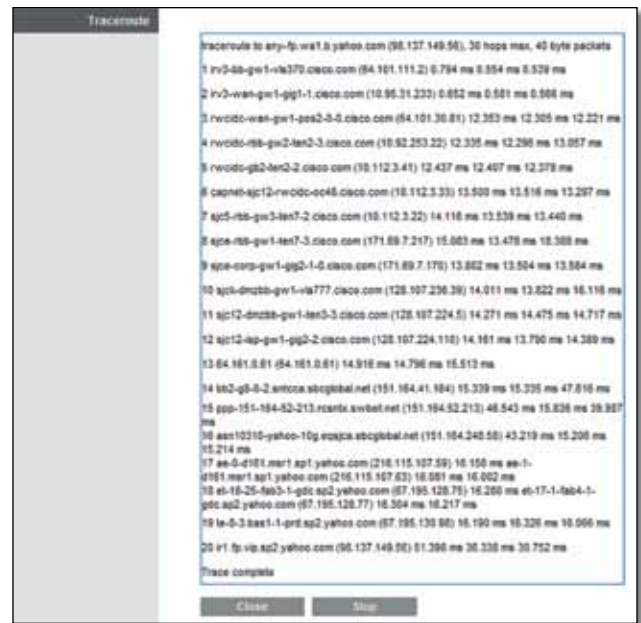 Traceroute
traceroute to any-fp.wa1.b.yahoo.com (98.137.149.56), 30 hops max, 40 byte packets
1 irv3-bb-gw1-vla370.cisco.com (64.101.111.2) 0.794 ms 0.554 ms 0.539 ms
2 irv3-wan-gw1-gig1-1.cisco.com (10.95.31.233) 0.652 ms 0.581 ms 0.566 ms
3 rwcidc-wan-gw1-pos2-0-0.cisco.com (64.101.30.81) 12.353 ms 12.305 ms 12.221 ms
4 rwcidc-rbb-gw2-ten2-3.cisco.com (10.92.253.22) 12.335 ms 12.296 ms 13.057 ms
5 rwcidc-gb2-ten2-2.cisco.com (10.112.3.41) 12.437 ms 12.407 ms 12.378 ms
6 capnet-sjc12-rwcidc-oc48.cisco.com (10.112.3.33) 13.500 ms 13.516 ms 13.297 ms
7 sjc5-rbb-gw3-ten7-2.cisco.com (10.112.3.22) 14.116 ms 13.539 ms 13.440 ms
8 sjce-rbb-gw1-ten7-3.cisco.com (171.69.7.217) 15.083 ms 13.478 ms 18.388 ms
9 sjce-corp-gw1-gig2-1-0.cisco.com (171.69.7.170) 13.802 ms 13.504 ms 13.564 ms
10 sjck-dmzbb-gw1-vla777.cisco.com (128.107.236.39) 14.011 ms 13.822 ms 16.116 ms
11 sjc12-dmzbb-gw1-ten3-3.cisco.com (128.107.224.5) 14.271 ms 14.475 ms 14.717 ms
12 sjc12-isp-gw1-gig2-2.cisco.com (128.107.224.110) 14.161 ms 13.790 ms 14.389 ms
13 64.161.0.61 (64.161.0.61) 14.916 ms 14.796 ms 15.513 ms
14 bb2-g8-0-2.sntcca.sbcglobal.net (151.164.41.164) 15.339 ms 15.335 ms 47.816 ms
15 ppp-151-164-52-213.rcsntx.swbell.net (151.164.52.213) 46.543 ms 15.836 ms 39.987
ms
16 asn10310-yahoo-10g.eqsjca.sbcglobal.net (151.164.248.58) 43.219 ms 15.206 ms
15.214 ms
17 ae-0-d161.msr1.sp1.yahoo.com (216.115.107.59) 16.156 ms ae-1-
d161.msr1.sp1.yahoo.com (216.115.107.63) 16.081 ms 16.002 ms
18 et-18-25-fab3-1-gdc.sp2.yahoo.com (67.195.128.75) 16.260 ms et-17-1-fab4-1-
gdc.sp2.yahoo.com (67.195.128.77) 16.304 ms 16.217 ms
19 te-8-3.bas1-1-prd.sp2.yahoo.com (67.195.130.98) 16.190 ms 16.326 ms 16.066 ms
20 ir1.fp.vip.sp2.yahoo.com (98.137.149.56) 51.398 ms 36.338 ms 30.752 ms
Trace complete
Close
Stop